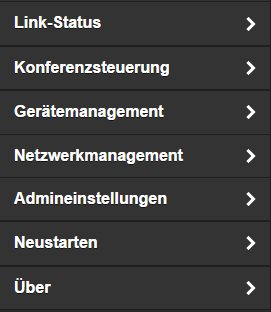 Link-Status
Konferenzsteuerung
Gerätemanagement
Netzwerkmanagement
Admineinstellungen
Neustarten
Über